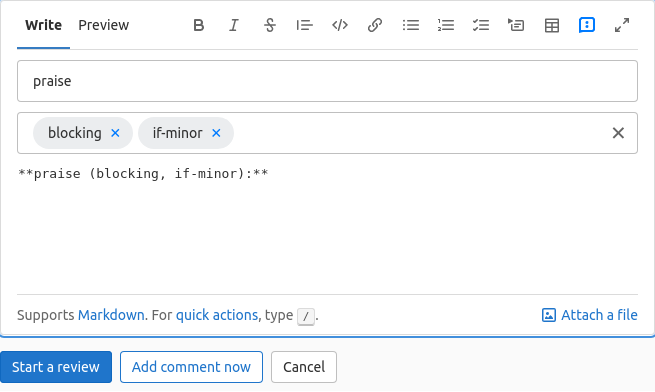 Write Preview
praise
blocking × if-minor ×
**praise (blocking, if-minor):**
Supports Markdown. For quick actions, type /. Attach a file
Start a review Add comment now Cancel